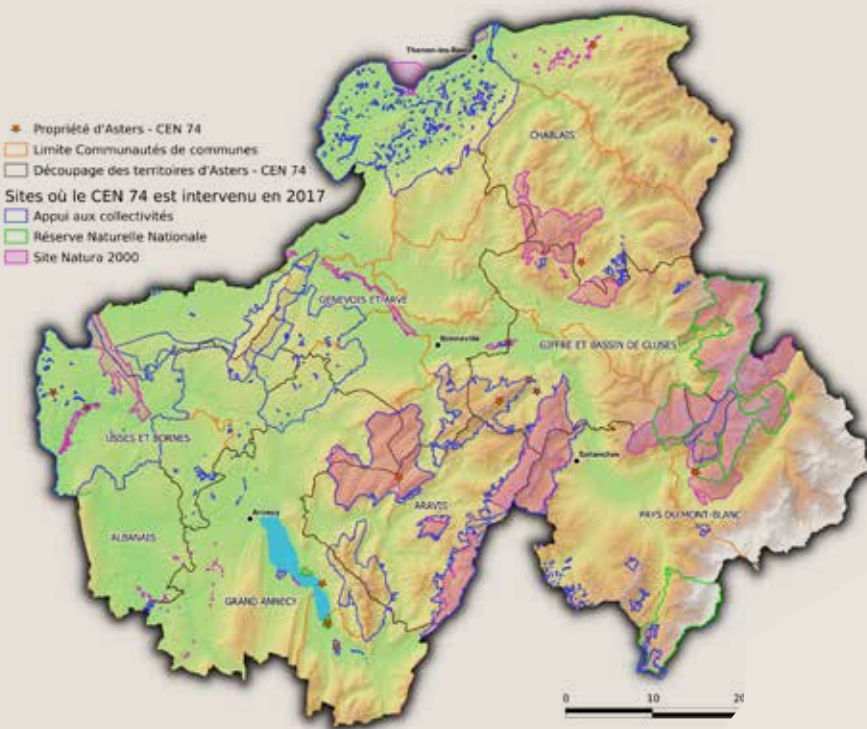 Thonon-les-Bains
Propriété d'Asters - CEN 74
Limite Communautés de communes
Découpage des territoires d'Asters - CEN 74
Sites où le CEN 74 est intervenu en 2017
Appui aux collectivités
Réserve Naturelle Nationale
Site Natura 2000
CHABLAIS
GENEVOIS ET ARVE
Bonneville
GIFFRE ET BASSIN DE CLUSES
USSES ET BORNES
Sallanches
Annecy
ARAVIS
PAYS DU MONT-BLANC
ALBANAIS
GRAND ANNECY
0 10 20